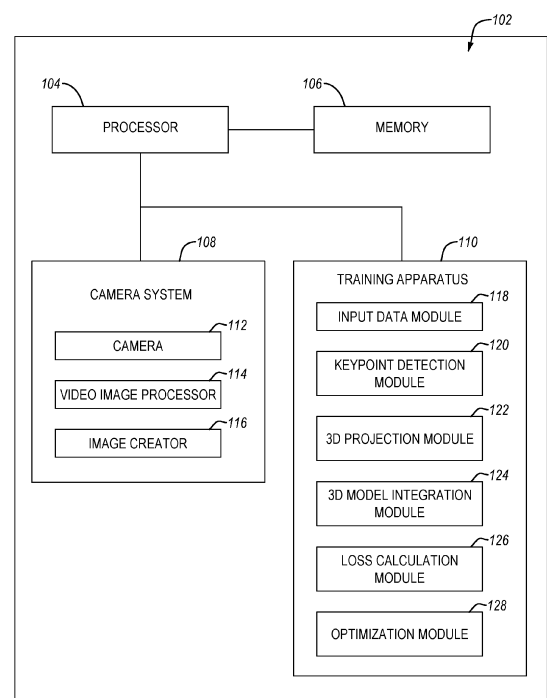 102
104
106
PROCESSOR
MEMORY
108
110
CAMERA SYSTEM
112
CAMERA
114
VIDEO IMAGE PROCESSOR
116
IMAGE CREATOR
TRAINING APPARATUS
118
INPUT DATA MODULE
120
KEYPOINT DETECTION
MODULE
122
3D PROJECTION MODULE
124
3D MODEL INTEGRATION
MODULE
126
LOSS CALCULATION
MODULE
128
OPTIMIZATION MODULE